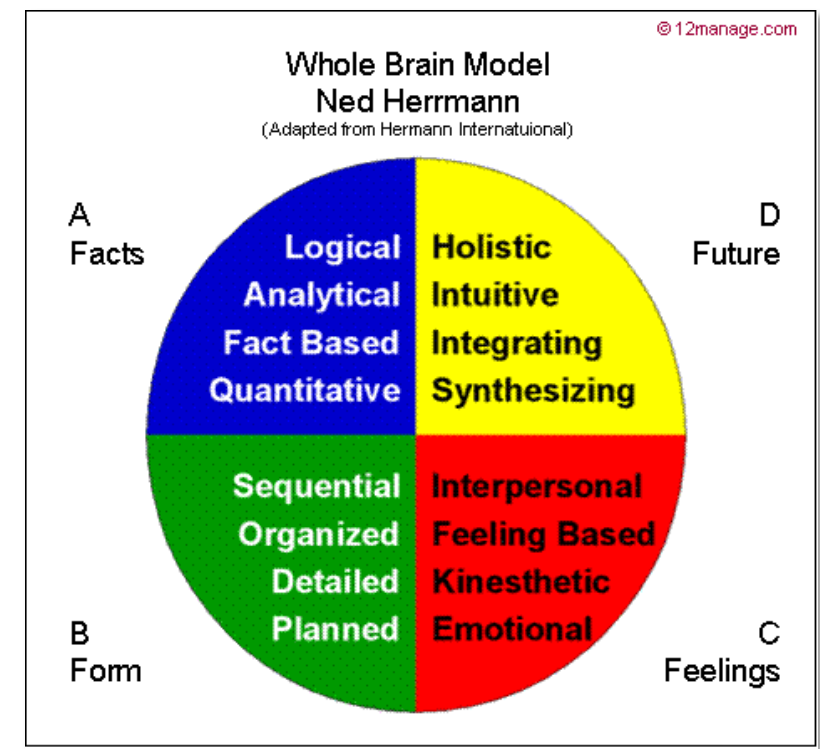 © 12manage.com
Whole Brain Model
Ned Herrmann
(Adapted from Hermann Internatuional)
A
Facts
D
Future
Logical
Analytical
Fact Based
Quantitative
Holistic
Intuitive
Integrating
Synthesizing
Sequential
Organized
Detailed
Planned
Interpersonal
Feeling Based
Kinesthetic
Emotional
B
Form
C
Feelings